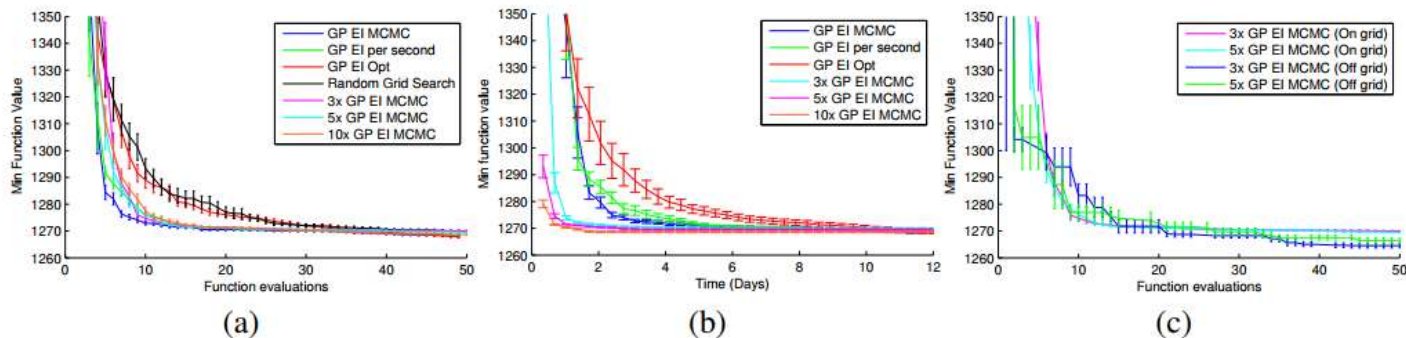 1350
1340
1330
1320
1310
1300
1290
1280
1270
1260
Min Function Value
0 10 20 30 40 50
Function evaluations
GP EI MCMC
GP EI per second
GP EI Opt
Random Grid Search
3x GP EI MCMC
5x GP EI MCMC
10x GP EI MCMC
(a)
1350
1340
1330
1320
1310
1300
1290
1280
1270
1260
Min function value
0 2 4 6 8 10 12
Time (Days)
GP EI MCMC
GP EI per second
GP EI Opt
3x GP EI MCMC
5x GP EI MCMC
10x GP EI MCMC
(b)
1350
1340
1330
1320
1310
1300
1290
1280
1270
1260
Min Function Value
0 10 20 30 40 50
Function evaluations
3x GP EI MCMC (On grid)
5x GP EI MCMC (On grid)
3x GP EI MCMC (Off grid)
5x GP EI MCMC (Off grid)
(c)